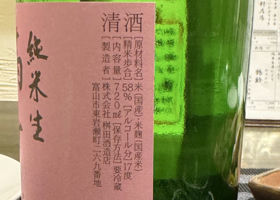 清酒
[原材料名]米(国産)・米麹(国産米)
[精米歩合]58%[アルコール分]17度
[内容量]720㎖[保存方法]要冷蔵
[製造者]株式会社 桝田酒造店
富山市東岩瀬町二六九番地
純米生